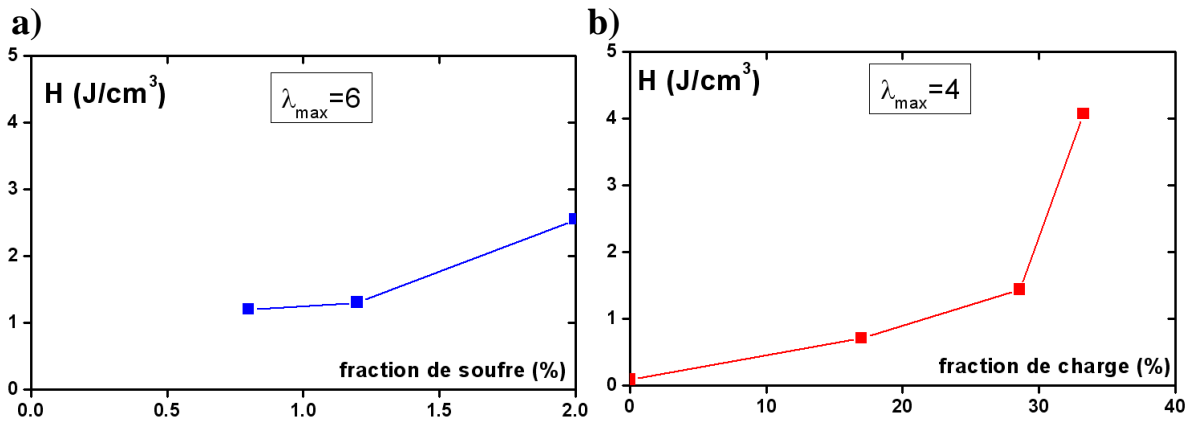 a)
H (J/cm³)
λmax=6
5
4
3
2
1
0
fraction de soufre (%)
0.0 0.5 1.0 1.5 2.0
b)
H (J/cm³)
λmax=4
5
4
3
2
1
0
fraction de charge (%)
0 10 20 30 40